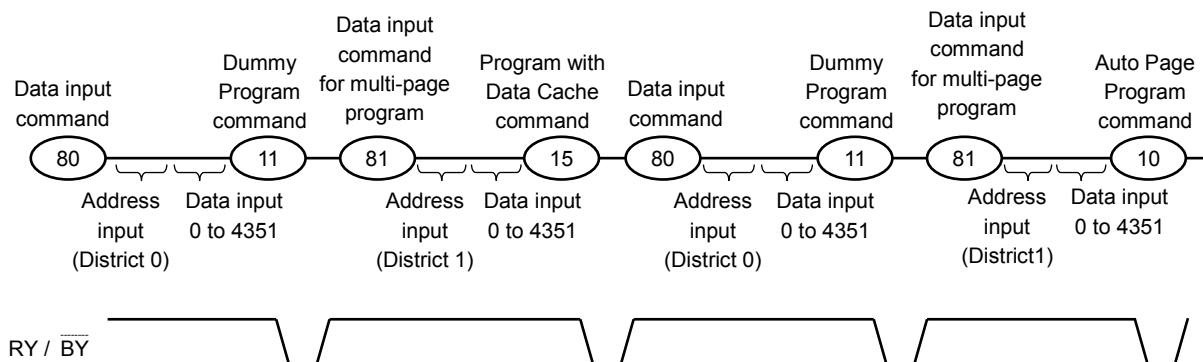 Data input
command
80
Address
input
(District 0)
Data input
0 to 4351
Dummy
Program
command
11
Data input
command
for multi-page
program
81
Address
input
(District 1)
Data input
0 to 4351
Program with
Data Cache
command
15
Data input
command
80
Address
input
(District 0)
Data input
0 to 4351
Dummy
Program
command
11
Data input
command
for multi-page
program
81
Address
input
(District1)
Data input
0 to 4351
Auto Page
Program
command
10
RY / B̅Y̅